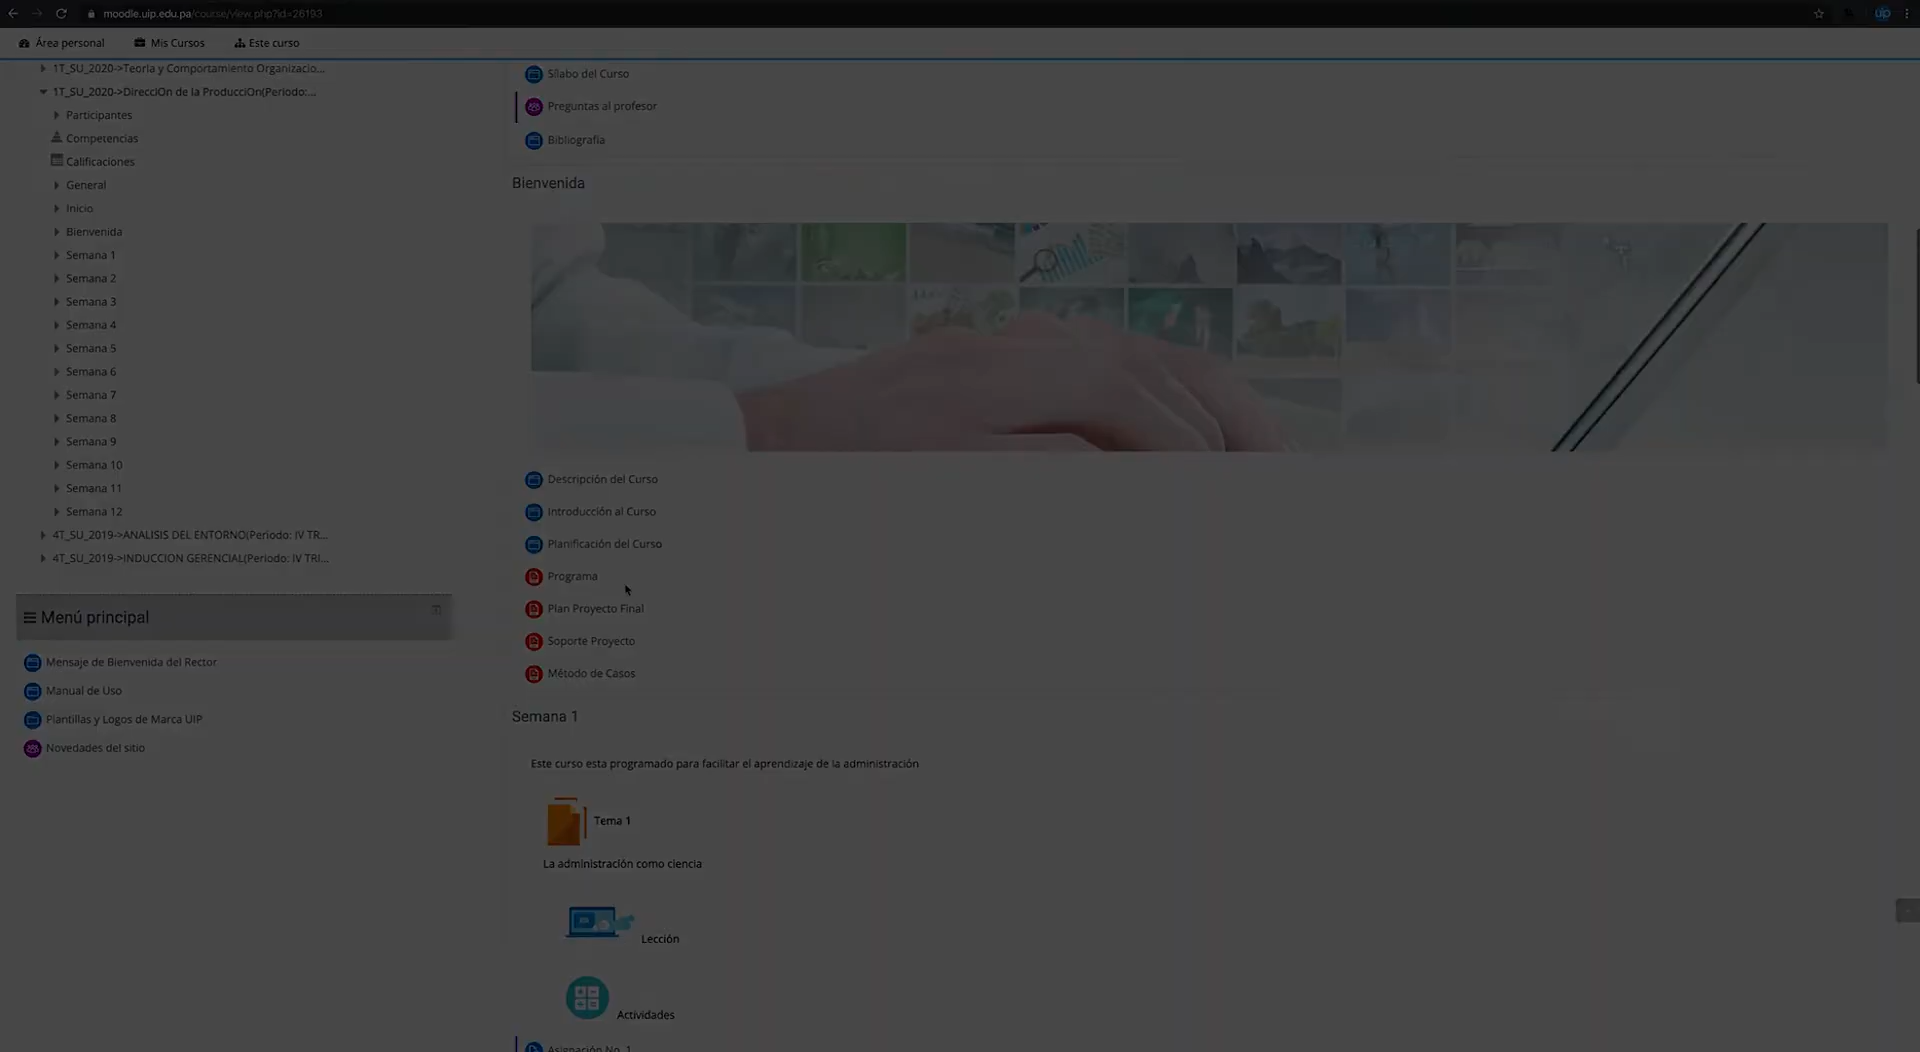 moodle.uip.edu.pa/course/view.php?id=26193
uip
Área personal
Mis Cursos
Este curso
1T_SU_2020->Teoria y Comportamiento Organizacio...
1T_SU_2020->DireccIOn de la ProduccIOn(Periodo:...
Participantes
Competencias
Calificaciones
General
Inicio
Bienvenida
Semana 1
Semana 2
Semana 3
Semana 4
Semana 5
Semana 6
Semana 7
Semana 8
Semana 9
Semana 10
Semana 11
Semana 12
4T_SU_2019->ANALISIS DEL ENTORNO(Periodo: IV TR...
4T_SU_2019->INDUCCION GERENCIAL(Periodo: IV TRI...
Menú principal
Mensaje de Bienvenida del Rector
Manual de Uso
Plantillas y Logos de Marca UIP
Novedades del sitio
Sílabo del Curso
Preguntas al profesor
Bibliografía
Bienvenida
Descripción del Curso
Introducción al Curso
Planificación del Curso
Programa
Plan Proyecto Final
Soporte Proyecto
Método de Casos
Semana 1
Este curso esta programado para facilitar el aprendizaje de la administración
Tema 1
La administración como ciencia
Lección
Actividades
Asignación No. 1